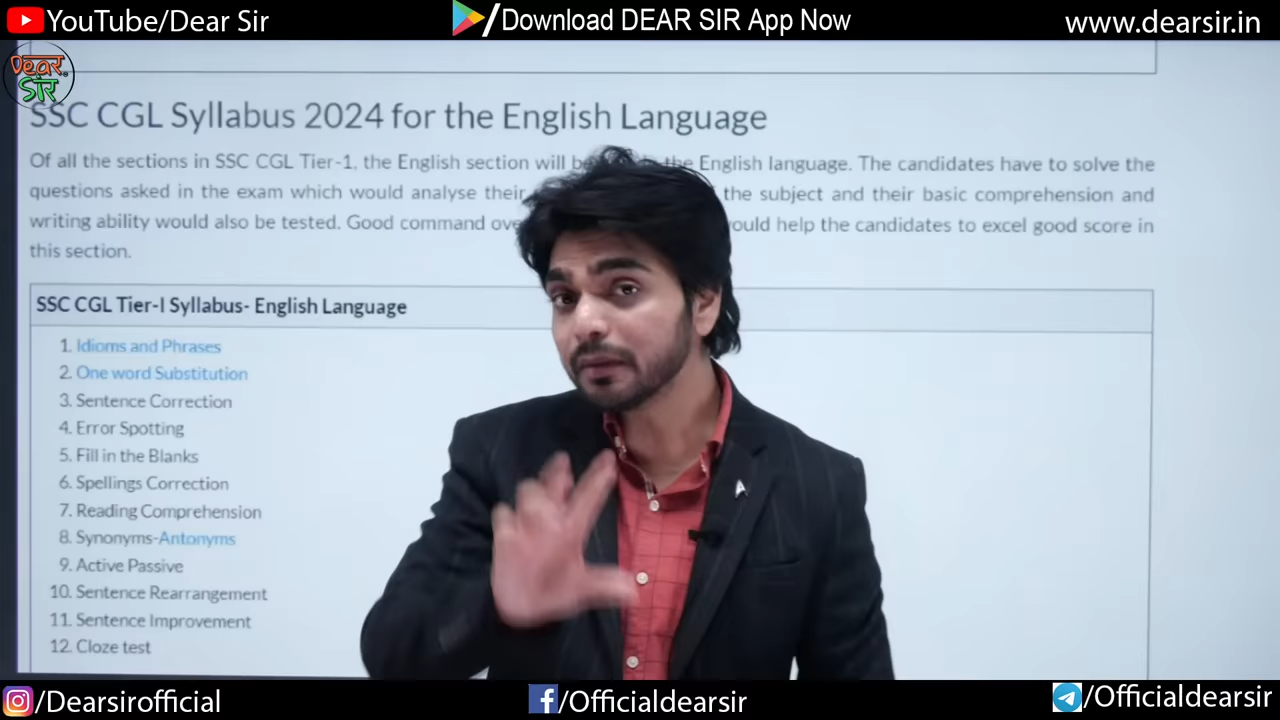 YouTube/Dear Sir
/Download DEAR SIR App Now
www.dearsir.in
Dear
Sir
SSC CGL Syllabus 2024 for the English Language
Of all the sections in SSC CGL Tier-1, the English section will be the English language. The candidates have to solve the
questions asked in the exam which would analyse their the subject and their basic comprehension and
writing ability would also be tested. Good command would help the candidates to excel good score in
this section.
SSC CGL Tier-I Syllabus- English Language
1. Idioms and Phrases
2. One word Substitution
3. Sentence Correction
4. Error Spotting
5. Fill in the Blanks
6. Spellings Correction
7. Reading Comprehension
8. Synonyms-Antonyms
9. Active Passive
10. Sentence Rearrangement
11. Sentence Improvement
12. Cloze test
/Dearsirofficial
/Officialdearsir
/Officialdearsir